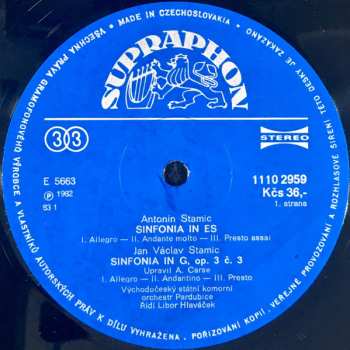 MADE IN CZECHOSLOVAKIA • VŠECHNA PRÁVA GRAMOFONOVÉHO VÝROBCE A VLASTNÍKŮ AUTORSKÝCH PRÁV K DÍLU VYHRAŽENA. POŘIZOVÁNÍ KOPIÍ, VEŘEJNÉ PROVOZOVÁNÍ A ROZHLASOVÉ ŠÍŘENÍ TÉTO DESKY JE ZAKÁZÁNO
SUPRAPHON
33
STEREO
E 5663
℗ 1982
S3 1
1110 2959
Kčs 36,-
1. strana
Antonín Stamic
SINFONIA IN ES
I. Allegro — II. Andante molto — III. Presto assai
Jan Václav Stamic
SINFONIA IN G, op. 3 č. 3
Upravil A. Carse
I. Allegro — II. Andantino — III. Presto
Východočeský státní komorní
orchestr Pardubice
Řídí Libor Hlaváček